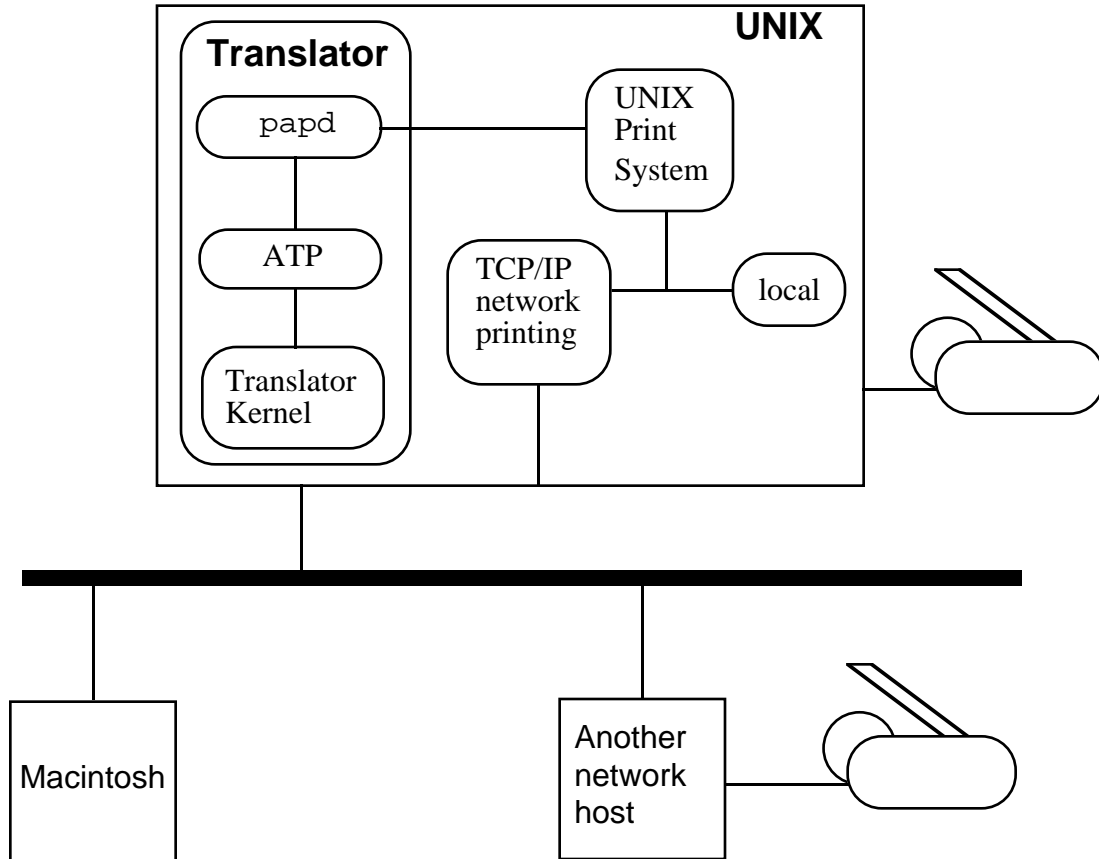 UNIX
Translator
papd
UNIX
Print
System
ATP
TCP/IP
network
printing
local
Translator
Kernel
Macintosh
Another
network
host